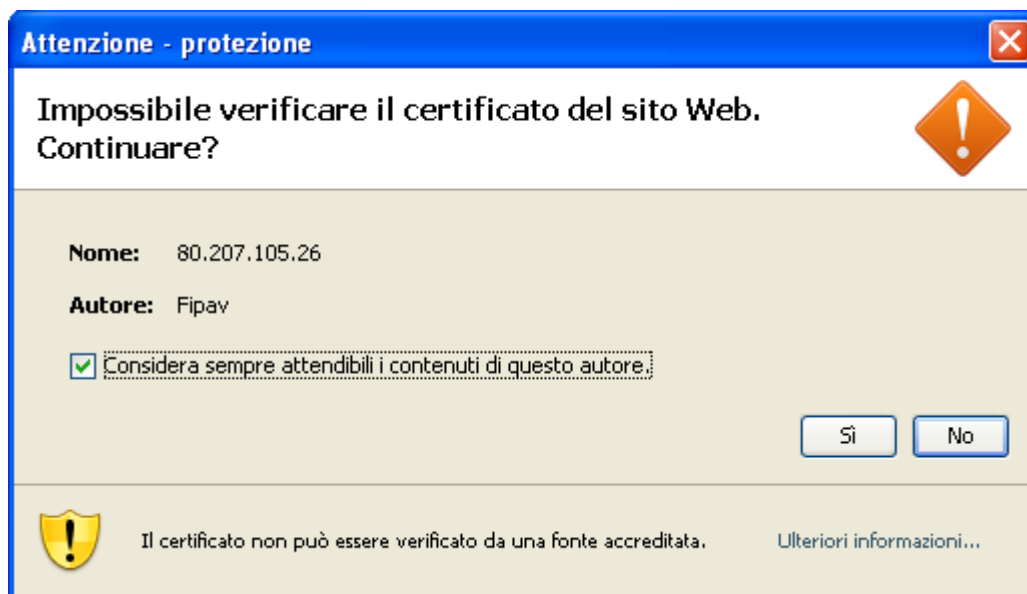 Attenzione - protezione
Impossibile verificare il certificato del sito Web.
Continuare?
Nome: 80.207.105.26
Autore: Fipav
Considera sempre attendibili i contenuti di questo autore.
Sì No
Il certificato non può essere verificato da una fonte accreditata. Ulteriori informazioni...